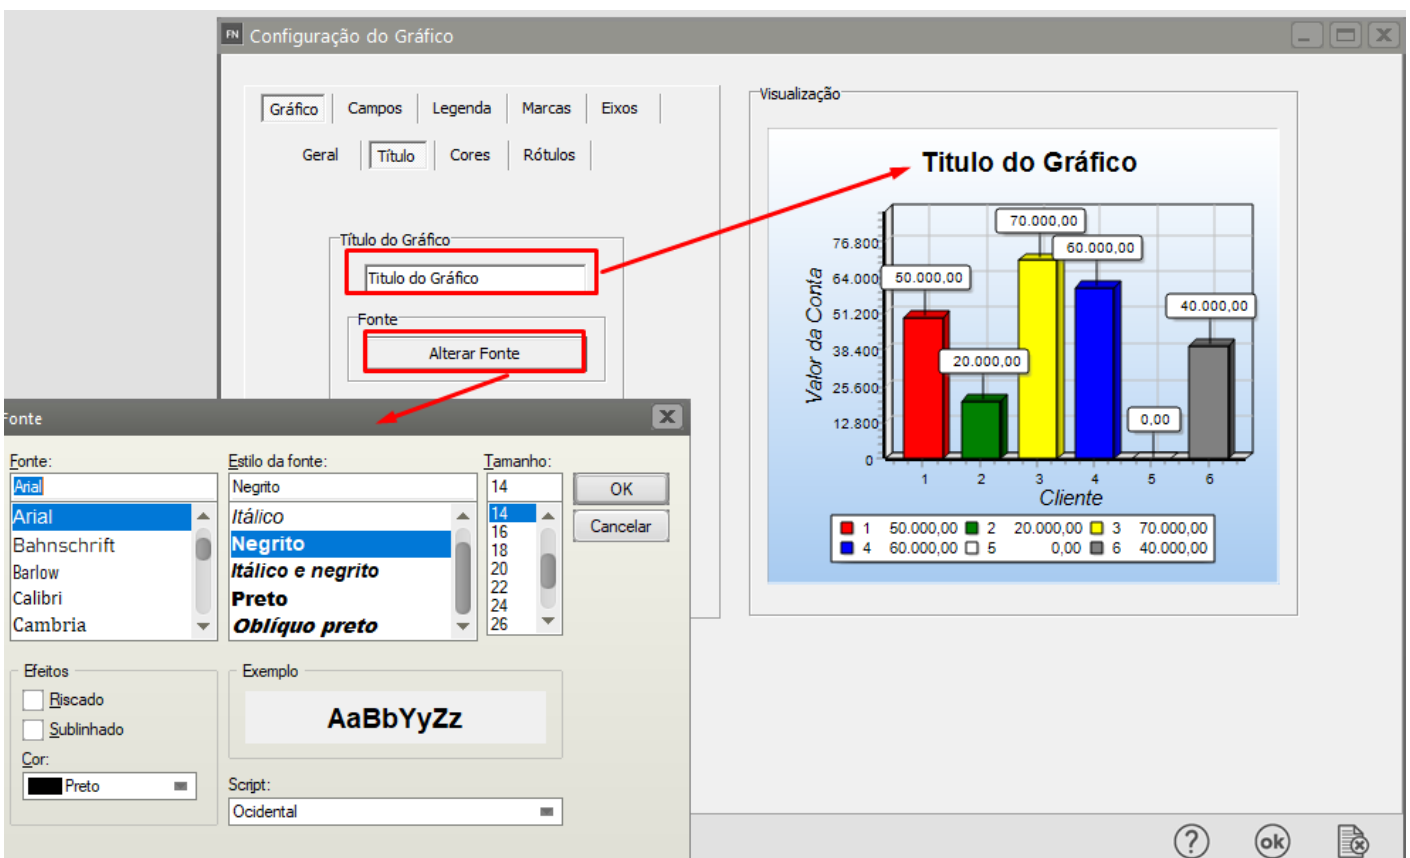 FN Configuração do Gráfico
Gráfico Campos Legenda Marcas Eixos
Geral Título Cores Rótulos
Título do Gráfico
Titulo do Gráfico
Fonte
Alterar Fonte
Visualização
Titulo do Gráfico
70.000,00
60.000,00
50.000,00
40.000,00
20.000,00
0,00
Valor da Conta
76.800
64.000
51.200
38.400
25.600
12.800
0
1 2 3 4 5 6
Cliente
1 50.000,00 2 20.000,00 3 70.000,00
4 60.000,00 5 0,00 6 40.000,00
Fonte
Fonte: Estilo da fonte: Tamanho:
Arial Negrito 14 OK
Arial Itálico 14 Cancelar
Bahnschrift Negrito 16
Barlow Itálico e negrito 18
Calibri Preto 20
Cambria Oblíquo preto 22
24
26
Efeitos Exemplo
Riscado
Sublinhado
AaBbYyZz
Cor:
Preto
Script:
Ocidental
? ok